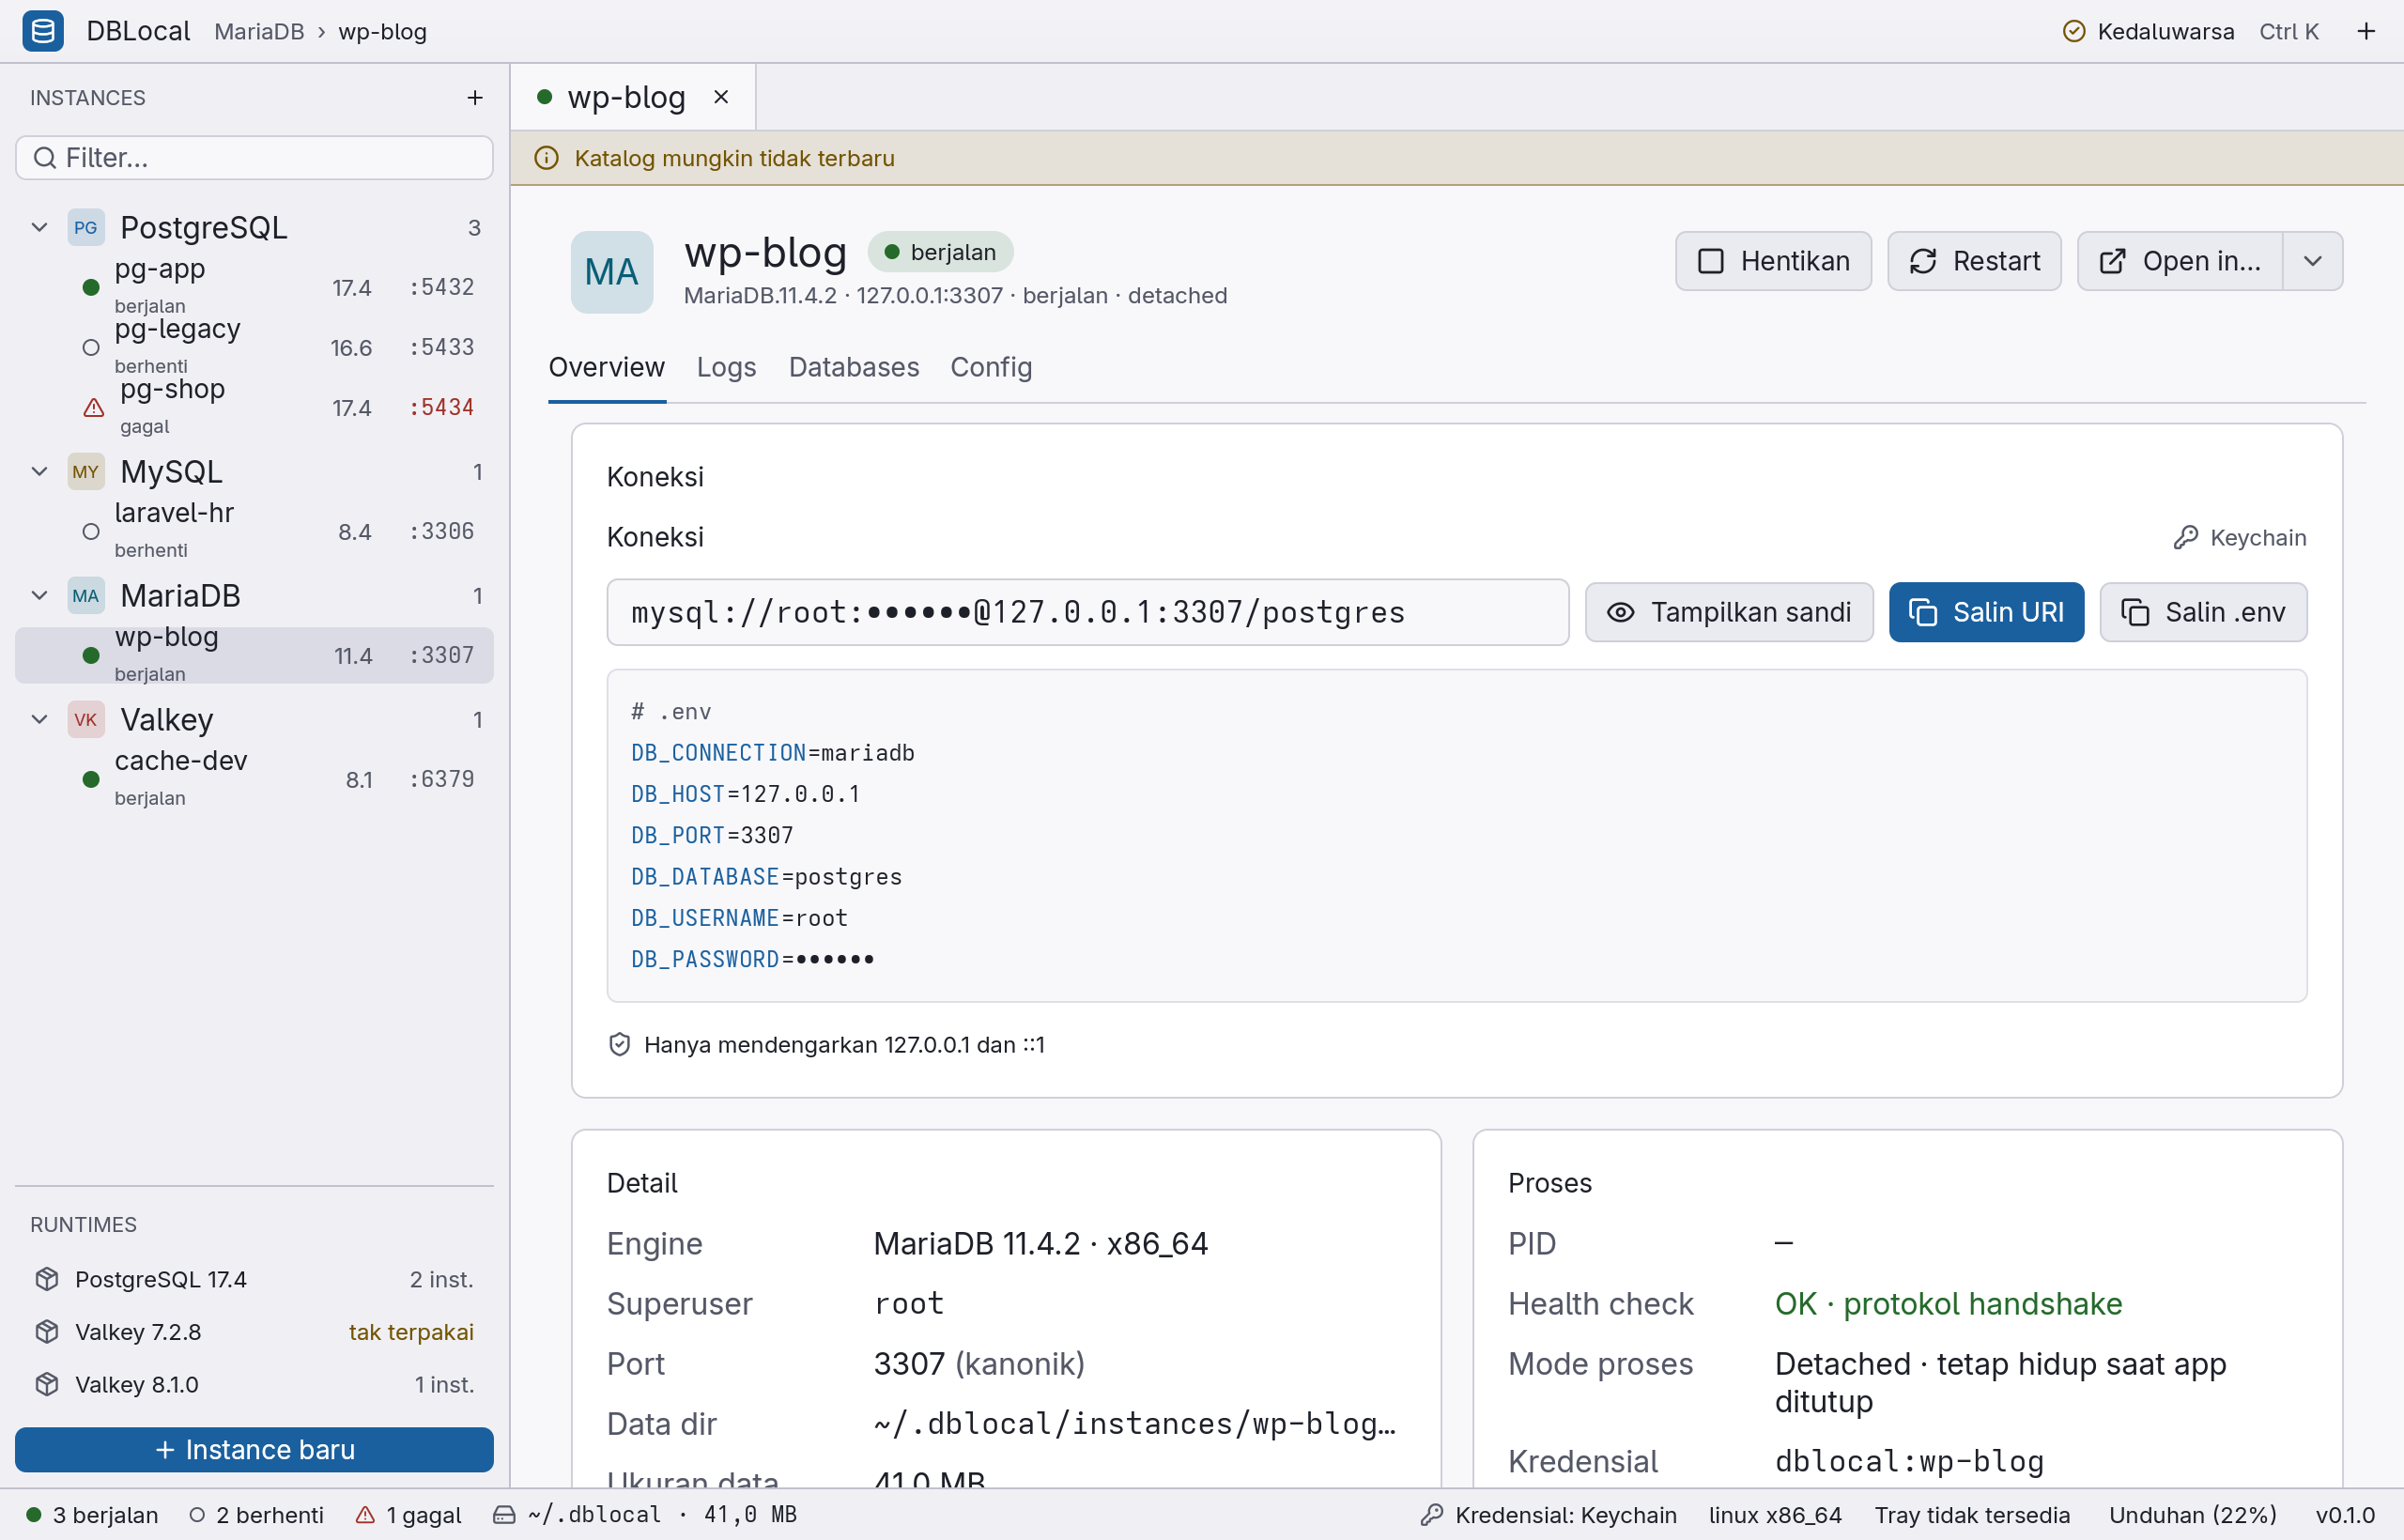 DBLocal MariaDB › wp-blog Kedaluwarsa Ctrl K +
INSTANCES +
Filter...
PG PostgreSQL 3
pg-app 17.4 :5432
berjalan
pg-legacy 16.6 :5433
berhenti
pg-shop 17.4 :5434
gagal
MY MySQL 1
laravel-hr 8.4 :3306
berhenti
MA MariaDB 1
wp-blog 11.4 :3307
berjalan
VK Valkey 1
cache-dev 8.1 :6379
berjalan
RUNTIMES
PostgreSQL 17.4 2 inst.
Valkey 7.2.8 tak terpakai
Valkey 8.1.0 1 inst.
+ Instance baru
wp-blog ×
Katalog mungkin tidak terbaru
MA wp-blog berjalan
MariaDB.11.4.2 · 127.0.0.1:3307 · berjalan · detached
Hentikan Restart Open in...
Overview Logs Databases Config
Koneksi
Koneksi Keychain
mysql://root:••••••@127.0.0.1:3307/postgres Tampilkan sandi Salin URI Salin .env
# .env
DB_CONNECTION=mariadb
DB_HOST=127.0.0.1
DB_PORT=3307
DB_DATABASE=postgres
DB_USERNAME=root
DB_PASSWORD=••••••
Hanya mendengarkan 127.0.0.1 dan ::1
Detail
Engine MariaDB 11.4.2 · x86_64
Superuser root
Port 3307 (kanonik)
Data dir ~/.dblocal/instances/wp-blog…
Ukuran data 41,0 MB
Proses
PID —
Health check OK · protokol handshake
Mode proses Detached · tetap hidup saat app
ditutup
Kredensial dblocal:wp-blog
3 berjalan 2 berhenti 1 gagal ~/.dblocal · 41,0 MB Kredensial: Keychain linux x86_64 Tray tidak tersedia Unduhan (22%) v0.1.0